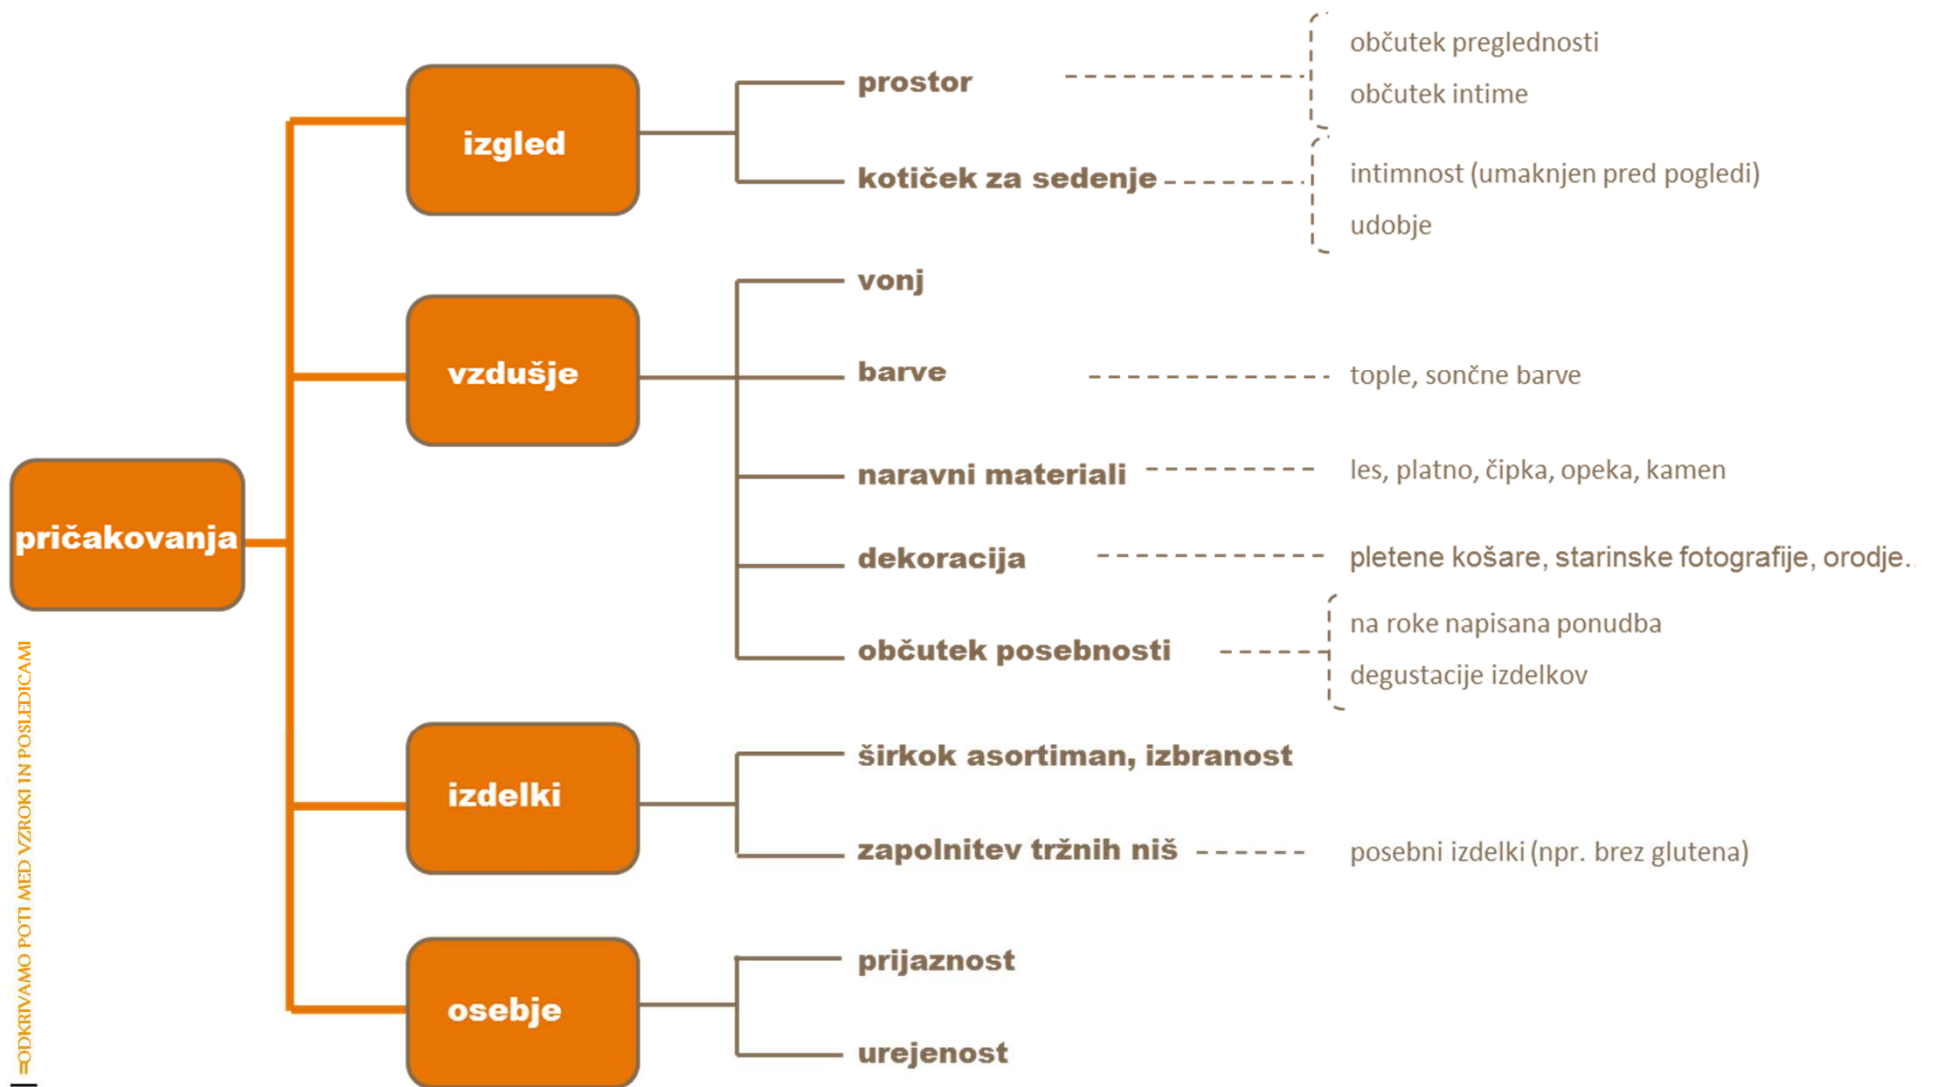 pričakovanja
izgled
prostor
občutek preglednosti
občutek intime
kotiček za sedenje
intimnost (umaknjen pred pogledi)
udobje
vzdušje
vonj
barve
tople, sončne barve
naravni materiali
les, platno, čipka, opeka, kamen
dekoracija
pletene košare, starinske fotografije, orodje..
občutek posebnosti
na roke napisana ponudba
degustacije izdelkov
izdelki
širkok asortiman, izbranost
zapolnitev tržnih niš
posebni izdelki (npr. brez glutena)
osebje
prijaznost
urejenost
=ODKRIVAMO POTI MED VZROKI IN POSLEDICAMI